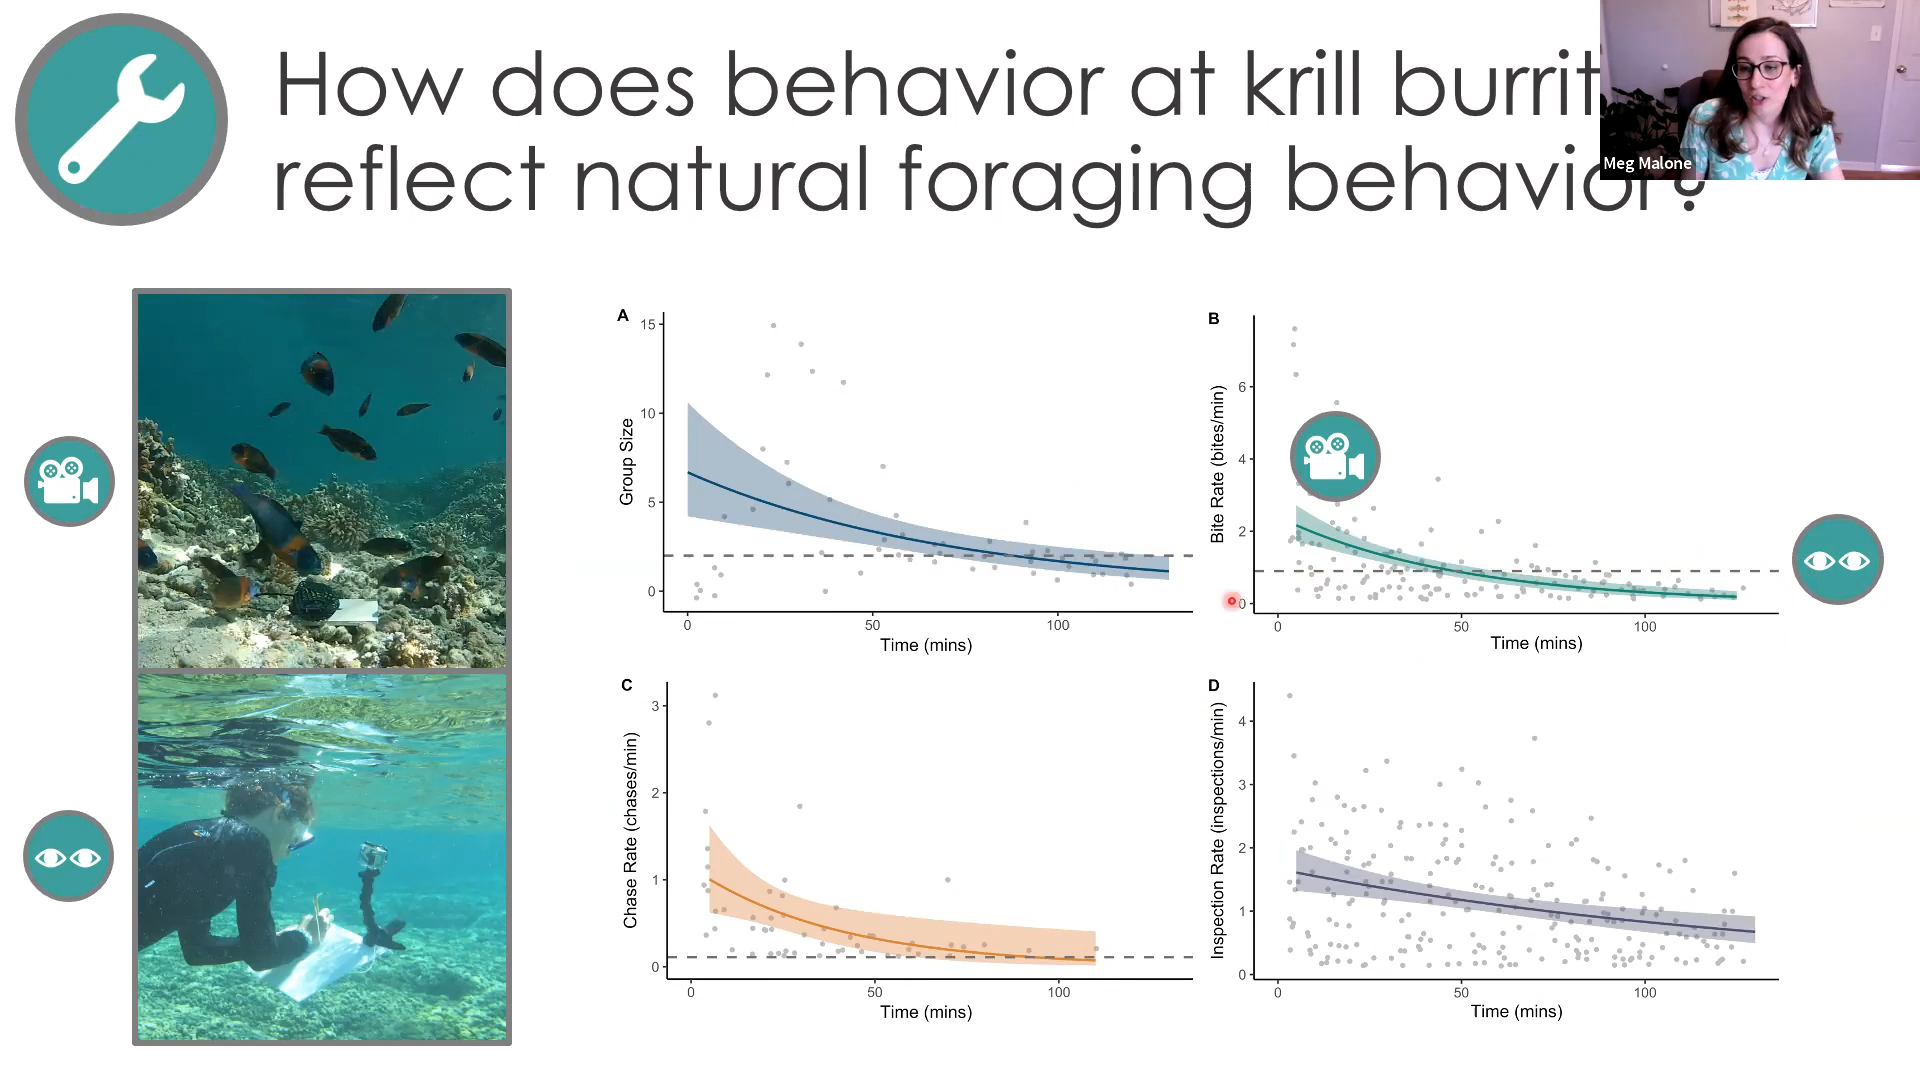 How does behavior at krill burrit
reflect natural foraging behavior?
Meg Malone
A
15
10
5
0
Group Size
0
50
100
Time (mins)
B
6
4
2
0
Bite Rate (bites/min)
0
50
100
Time (mins)
C
3
2
1
0
Chase Rate (chases/min)
0
50
100
Time (mins)
D
4
3
2
1
0
Inspection Rate (inspections/min)
0
50
100
Time (mins)